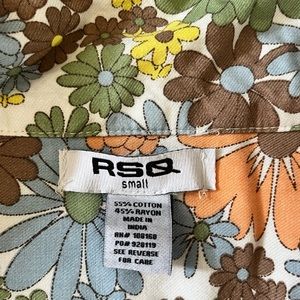 RSQ
small
55% COTTON
45% RAYON
MADE IN
INDIA
RN# 108168
PO# 928119
SEE REVERSE
FOR CARE